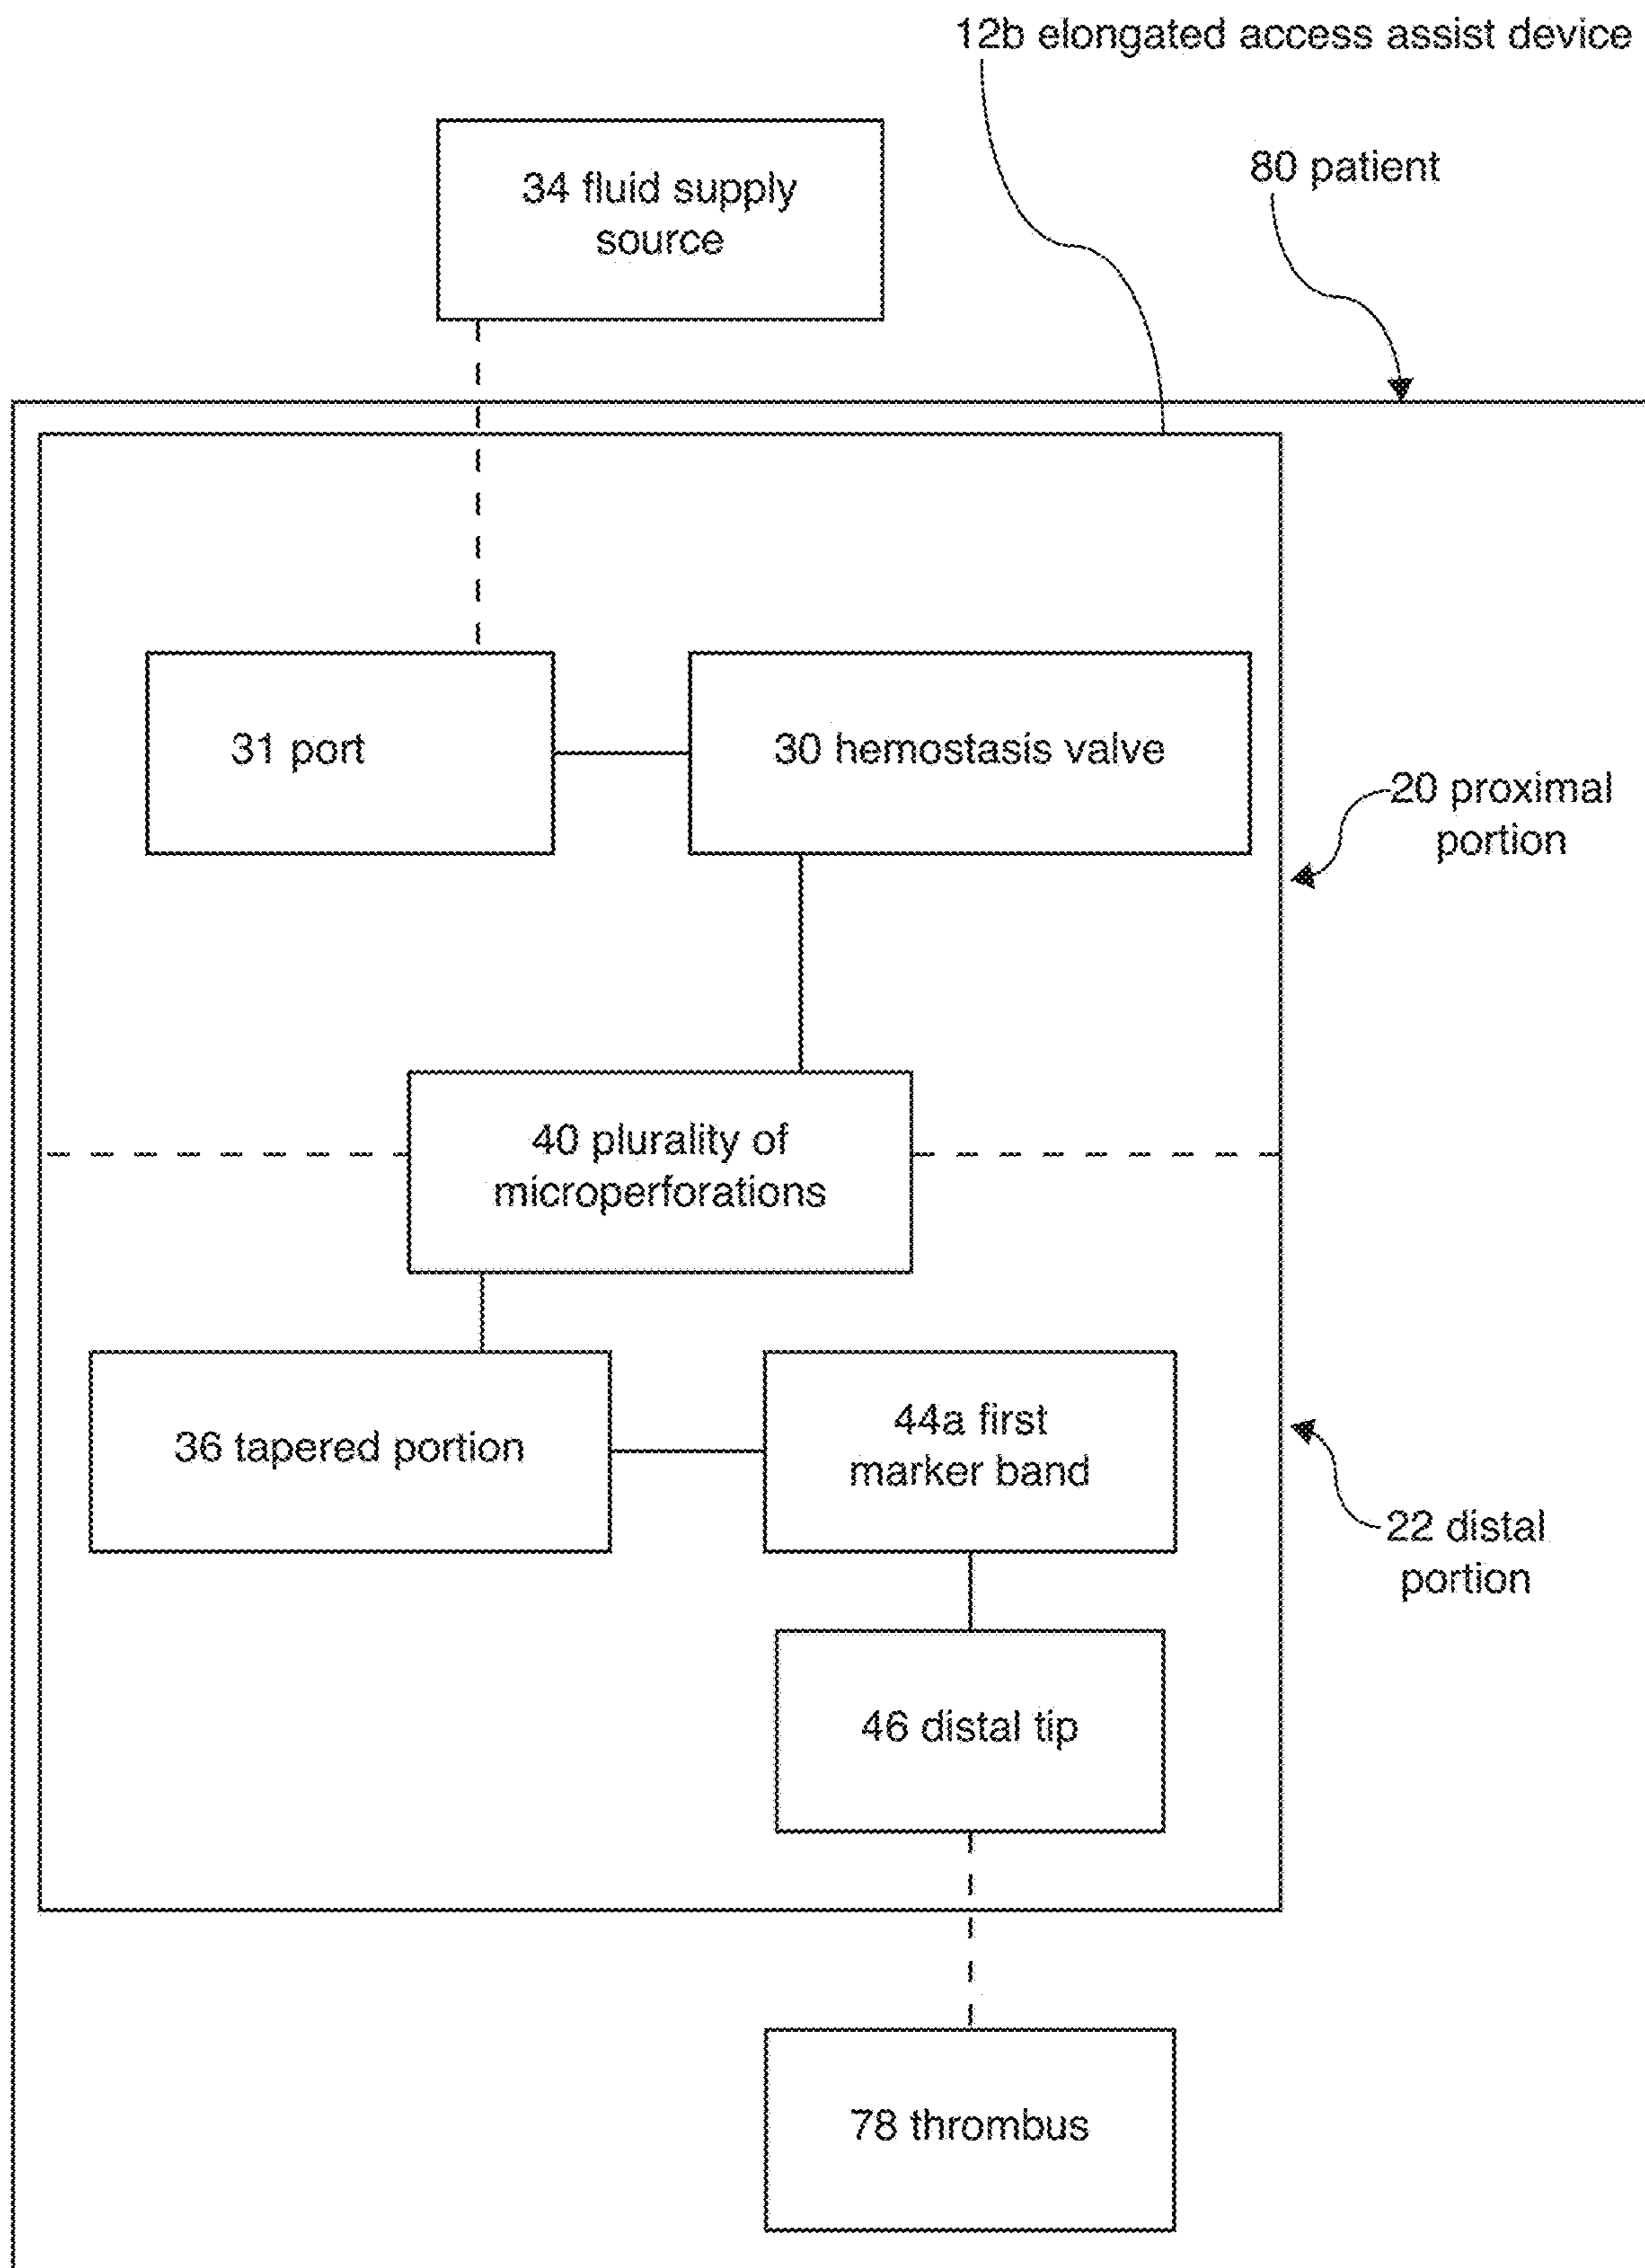 12b elongated access assist device
80 patient
34 fluid supply
source
31 port
30 hemostasis valve
20 proximal
portion
40 plurality of
microperforations
36 tapered portion
44a first
marker band
22 distal
portion
46 distal tip
78 thrombus